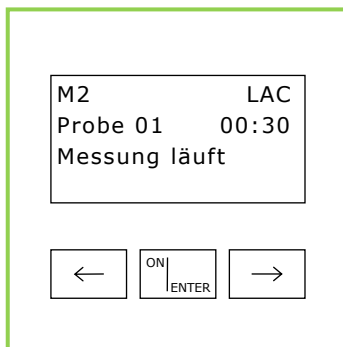 M2 LAC
Probe 01 00:30
Messung läuft
ON
ENTER